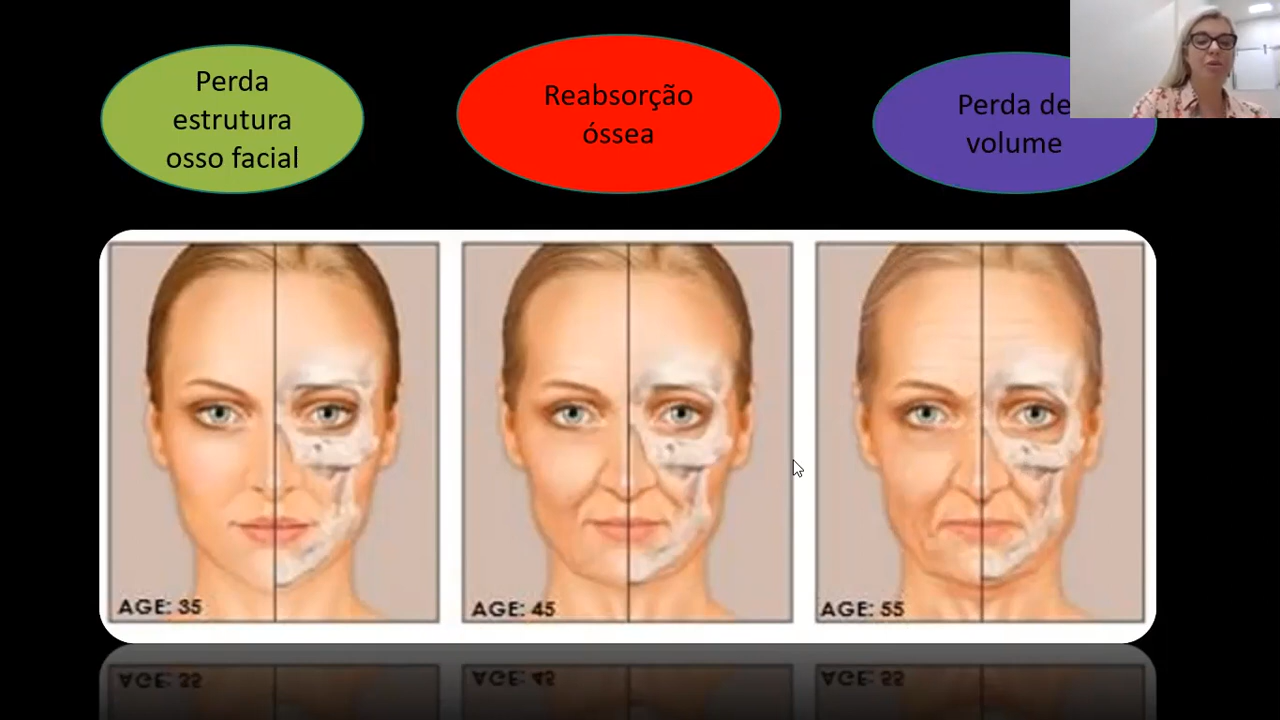 Perda
estrutura
osso facial
Reabsorção
óssea
Perda de
volume
AGE: 35
AGE: 45
AGE: 55